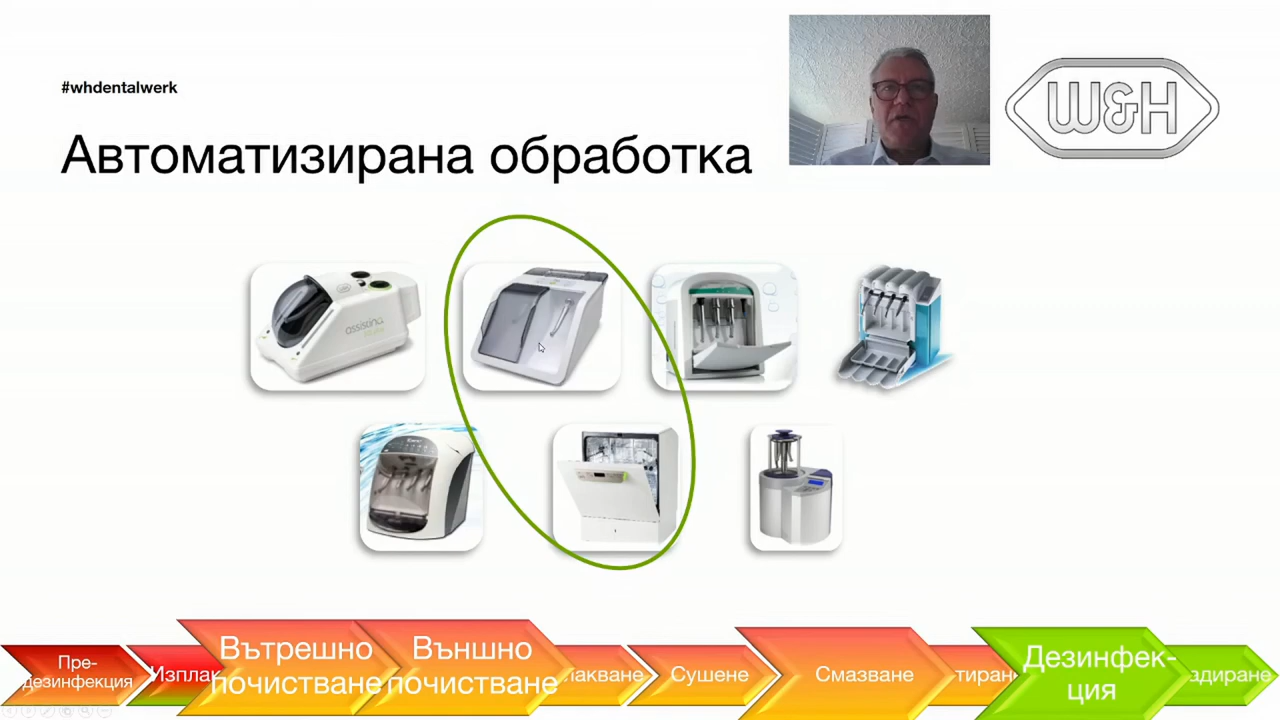 #whdentalwerk
W&H
Автоматизирана обработка
assistina
Пре-
дезинфекция
Вътрешно
почистване
Външно
почистване
Сушене
Смазване
Дезинфек-
ция